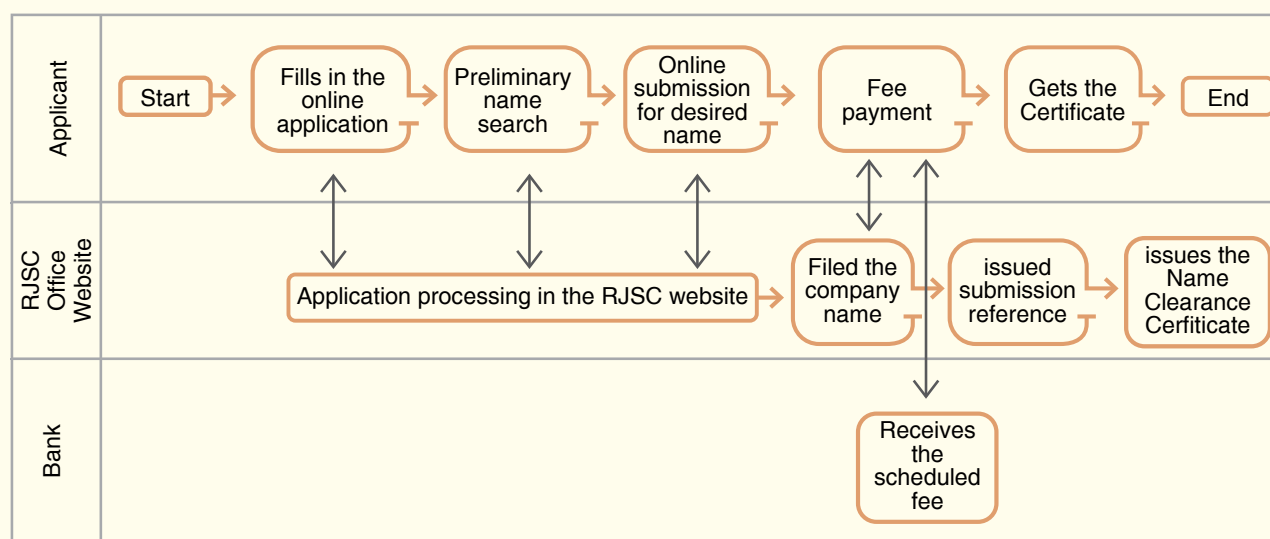 Applicant
Start
Fills in the
online
application
Preliminary
name
search
Online
submission
for desired
name
Fee
payment
Gets the
Certificate
End
RJSC
Office
Website
Application processing in the RJSC website
Filed the
company
name
issued
submission
reference
issues the
Name
Clearance
Cerfiticate
Bank
Receives
the
scheduled
fee